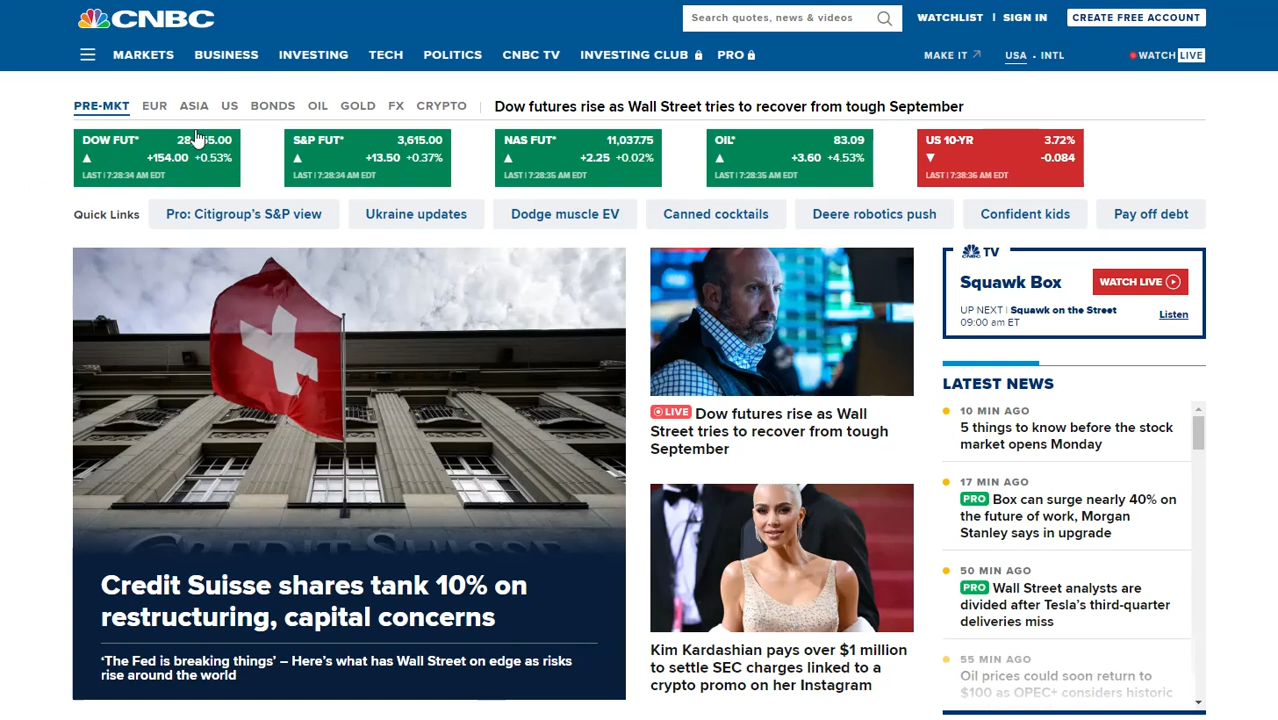 CNBC
Search quotes, news & videos
WATCHLIST | SIGN IN
CREATE FREE ACCOUNT
MARKETS BUSINESS INVESTING TECH POLITICS CNBC TV INVESTING CLUB PRO
MAKE IT USA • INTL
WATCH LIVE
PRE-MKT EUR ASIA US BONDS OIL GOLD FX CRYPTO
Dow futures rise as Wall Street tries to recover from tough September
DOW FUT*
+154.00 +0.53%
LAST | 7:28:34 AM EDT
S&P FUT* 3,615.00
+13.50 +0.37%
LAST | 7:28:34 AM EDT
NAS FUT* 11,037.75
+2.25 +0.02%
LAST | 7:28:35 AM EDT
OIL* 83.09
+3.60 +4.53%
LAST | 7:28:35 AM EDT
US 10-YR 3.72%
-0.084
LAST | 7:38:36 AM EDT
Quick Links
Pro: Citigroup's S&P view
Ukraine updates
Dodge muscle EV
Canned cocktails
Deere robotics push
Confident kids
Pay off debt
CREDIT SUISSE
Credit Suisse shares tank 10% on
restructuring, capital concerns
'The Fed is breaking things' – Here's what has Wall Street on edge as risks
rise around the world
LIVE Dow futures rise as Wall
Street tries to recover from tough
September
Kim Kardashian pays over $1 million
to settle SEC charges linked to a
crypto promo on her Instagram
CNBC TV
Squawk Box
WATCH LIVE
UP NEXT | Squawk on the Street
09:00 am ET
Listen
LATEST NEWS
10 MIN AGO
5 things to know before the stock
market opens Monday
17 MIN AGO
PRO Box can surge nearly 40% on
the future of work, Morgan
Stanley says in upgrade
50 MIN AGO
PRO Wall Street analysts are
divided after Tesla's third-quarter
deliveries miss
55 MIN AGO
Oil prices could soon return to
$100 as OPEC+ considers historic